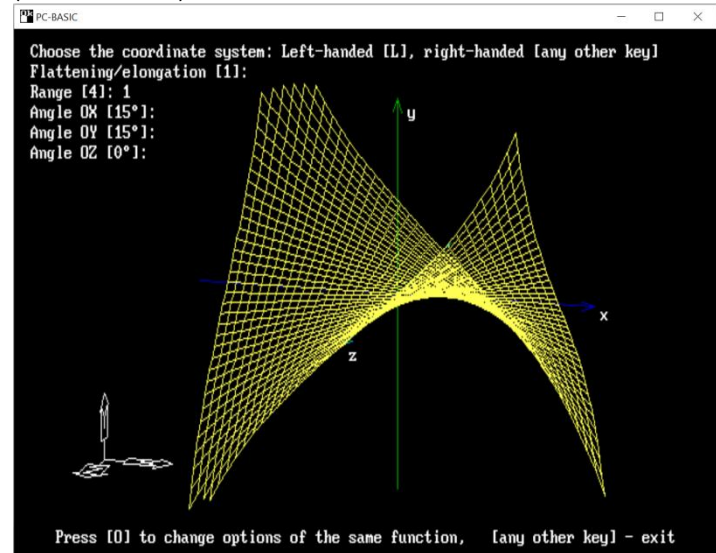 PC-BASIC
Choose the coordinate system: Left-handed [L], right-handed [any other key]
Flattening/elongation [1]:
Range [4]: 1
Angle OX [15°]:
Angle OY [15°]:
Angle OZ [0°]:
y
x
z
Press [O] to change options of the same function, [any other key] - exit